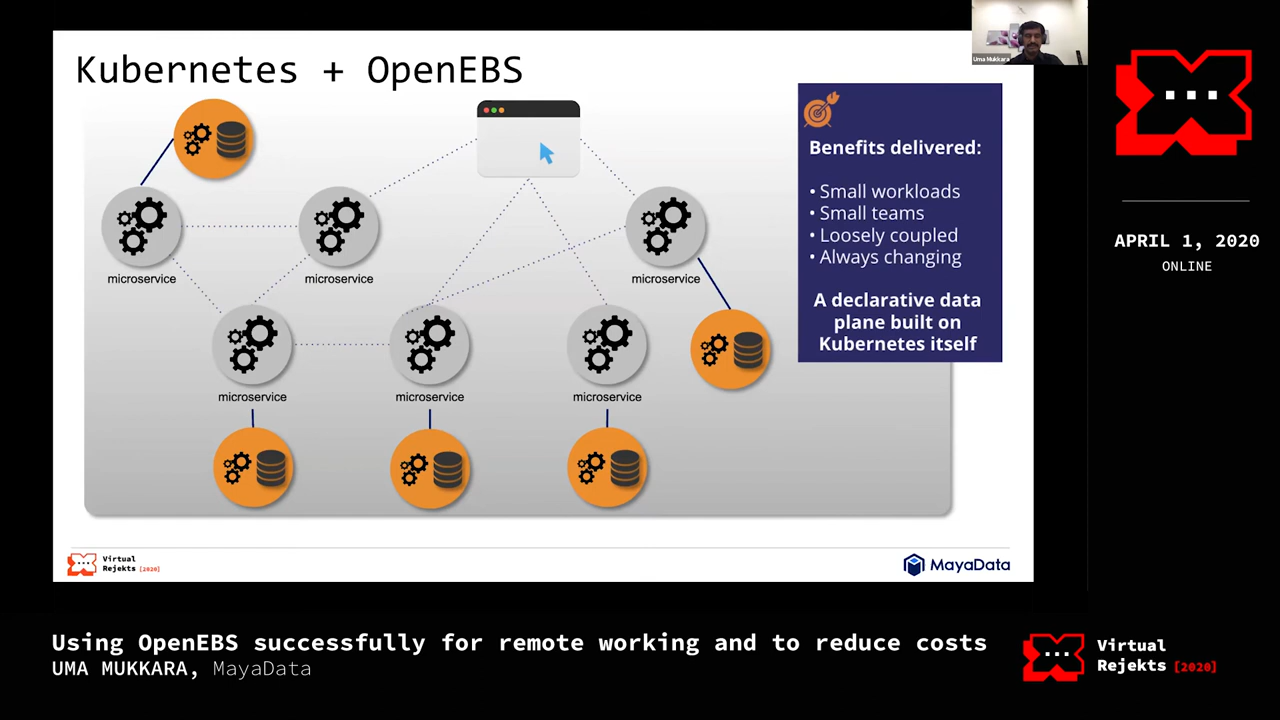 Kubernetes + OpenEBS
Uma Mukkara
Benefits delivered:
• Small workloads
• Small teams
• Loosely coupled
• Always changing
A declarative data
plane built on
Kubernetes itself
microservice
microservice
microservice
microservice
microservice
microservice
Virtual
Rejekts [2020]
MayaData
APRIL 1, 2020
ONLINE
Using OpenEBS successfully for remote working and to reduce costs
UMA MUKKARA, MayaData
Virtual
Rejekts [2020]